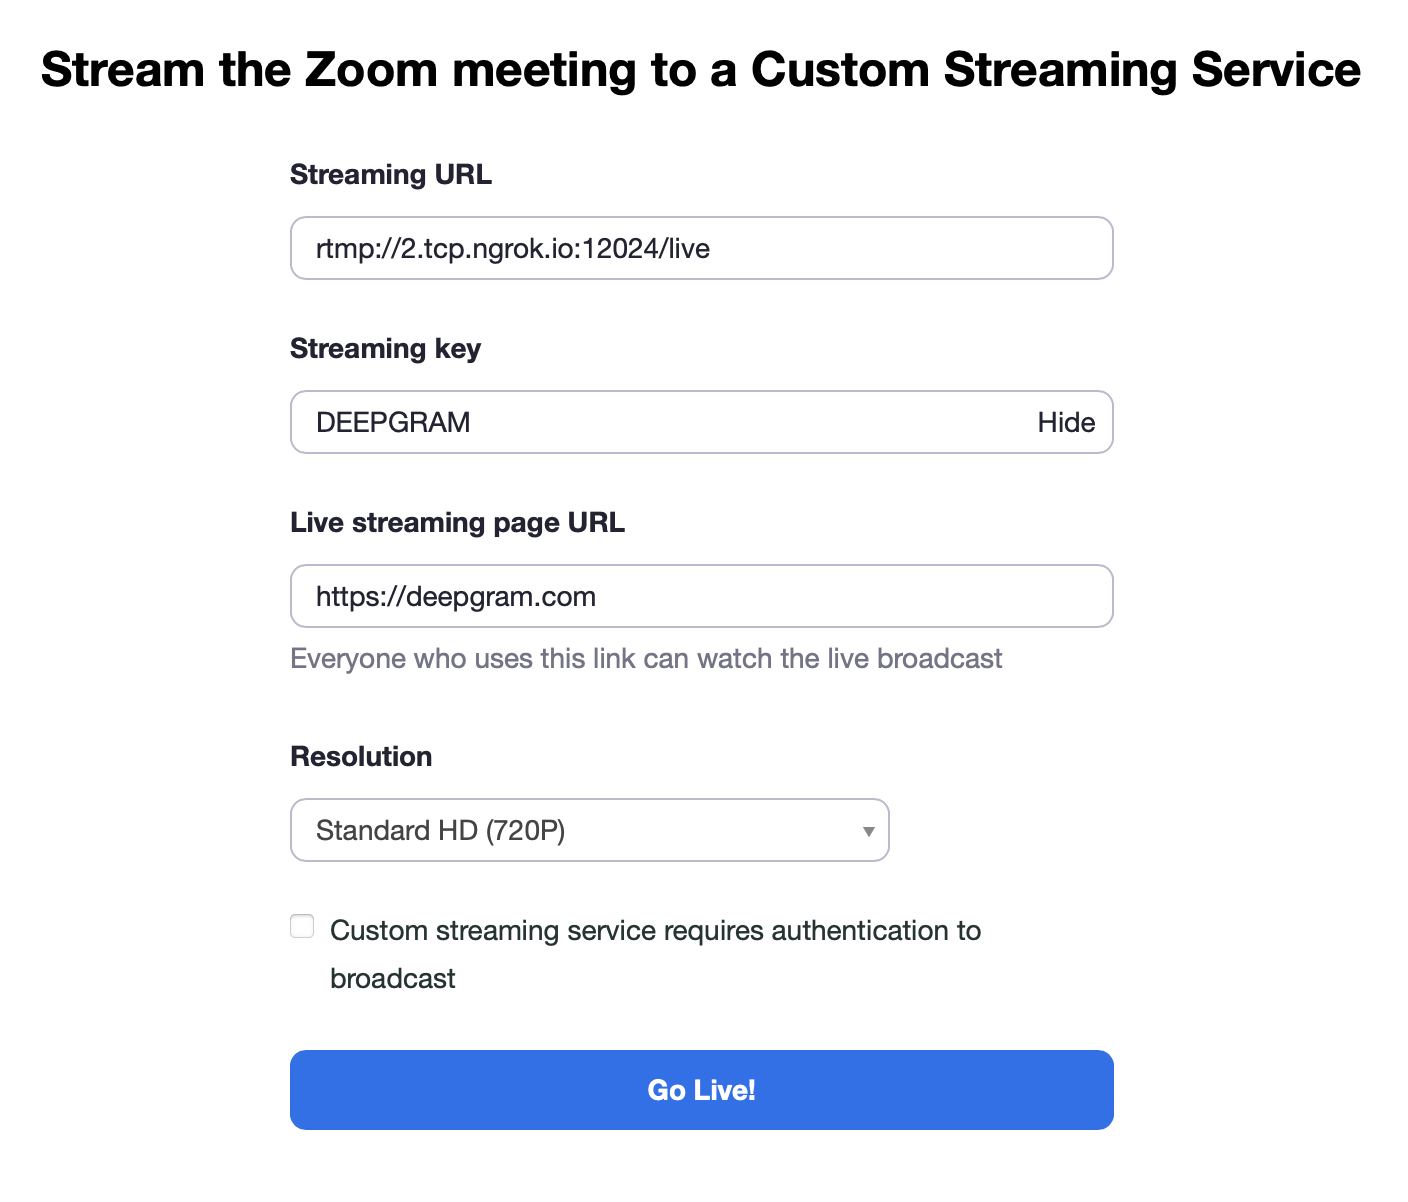 Stream the Zoom meeting to a Custom Streaming Service
Streaming URL
rtmp://2.tcp.ngrok.io:12024/live
Streaming key
DEEPGRAM Hide
Live streaming page URL
https://deepgram.com
Everyone who uses this link can watch the live broadcast
Resolution
Standard HD (720P)
Custom streaming service requires authentication to
broadcast
Go Live!